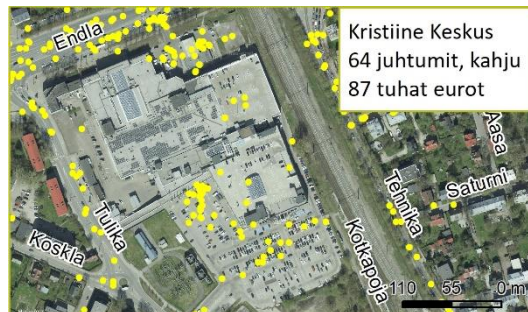 Endla
Kristiine Keskus
64 juhtumit, kahju
87 tuhat eurot
Aasa
Saturni
Tehnika
Tulika
Koskla
Kotkapoja
110 55 0 m